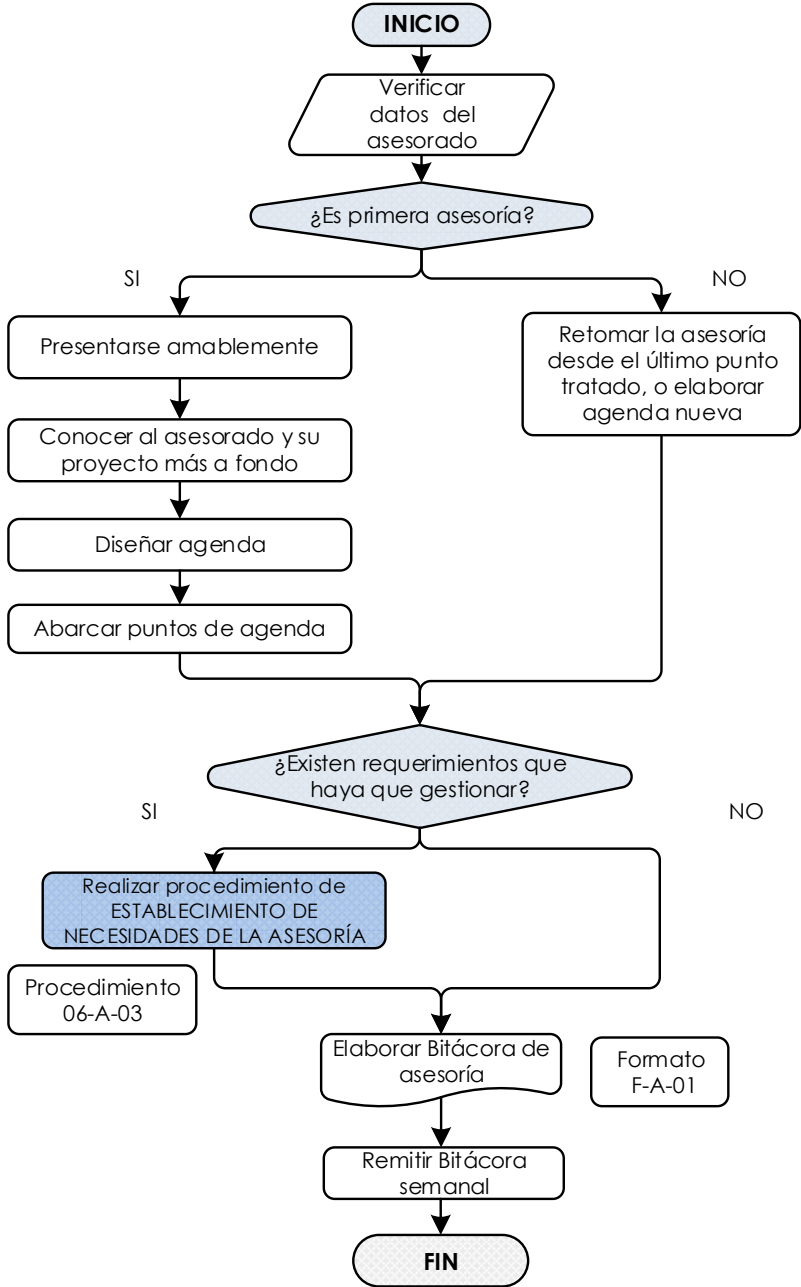 INICIO
Verificar
datos del
asesorado
¿Es primera asesoría?
SI
NO
Presentarse amablemente
Conocer al asesorado y su
proyecto más a fondo
Diseñar agenda
Abarcar puntos de agenda
Retomar la asesoría
desde el último punto
tratado, o elaborar
agenda nueva
¿Existen requerimientos que
haya que gestionar?
SI
NO
Realizar procedimiento de
ESTABLECIMIENTO DE
NECESIDADES DE LA ASESORÍA
Procedimiento
06-A-03
Elaborar Bitácora de
asesoría
Formato
F-A-01
Remitir Bitácora
semanal
FIN